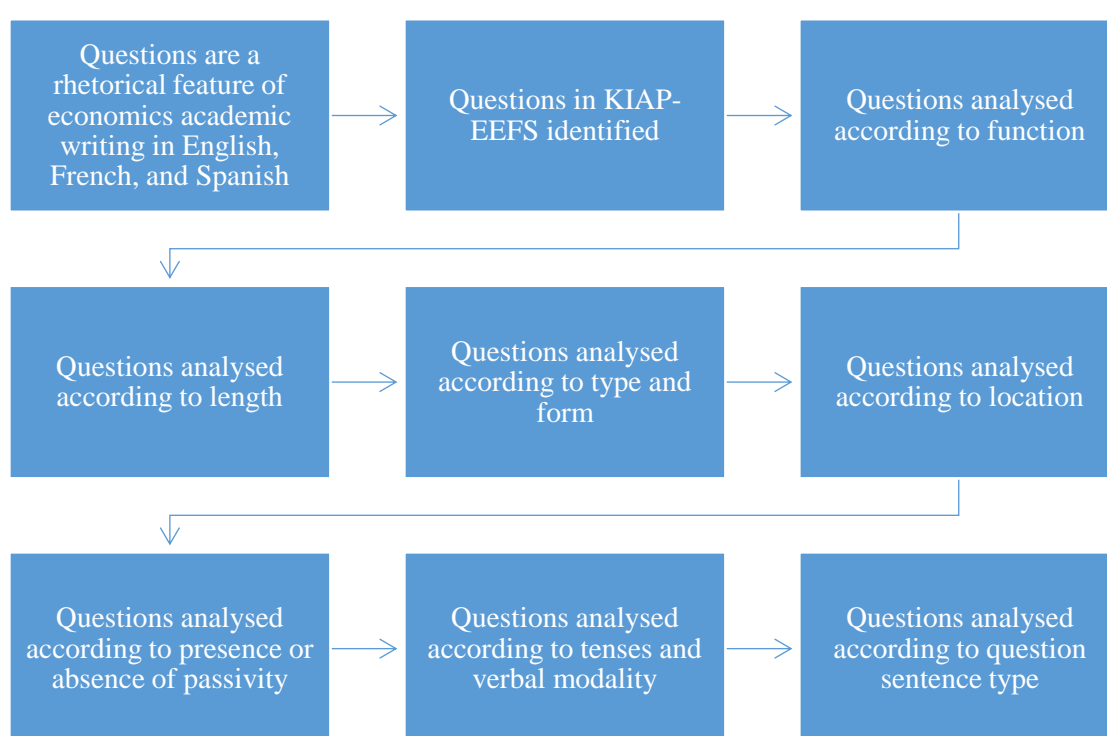 Questions are a
rhetorical feature of
economics academic
writing in English,
French, and Spanish
Questions in KIAP-
EEFS identified
Questions analysed
according to function
Questions analysed
according to length
Questions analysed
according to type and
form
Questions analysed
according to location
Questions analysed
according to presence or
absence of passivity
Questions analysed
according to tenses and
verbal modality
Questions analysed
according to question
sentence type